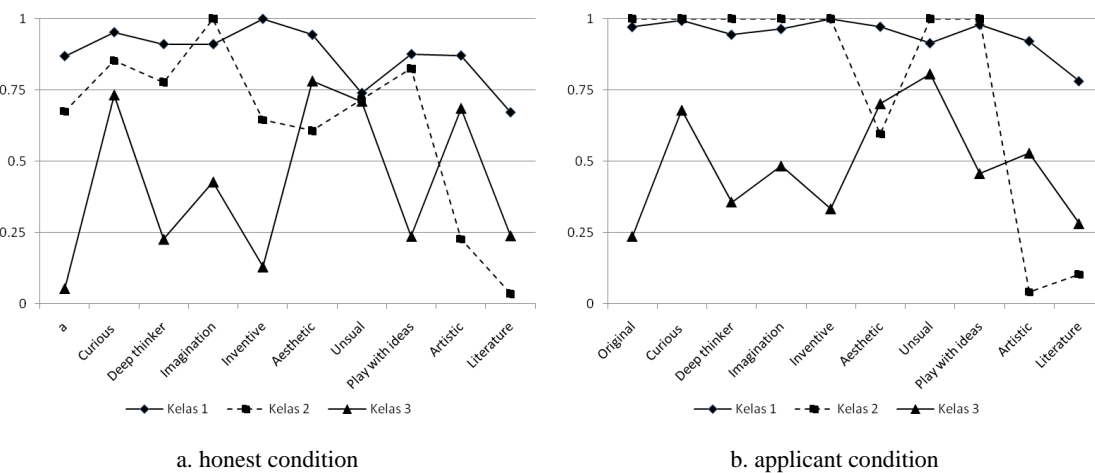 1
0.75
0.5
0.25
0
a
Curious
Deep thinker
Imagination
Inventive
Aesthetic
Unsual
Play with ideas
Artistic
Literature
Kelas 1
Kelas 2
Kelas 3
a. honest condition
1
0.75
0.5
0.25
0
Original
Curious
Deep thinker
Imagination
Inventive
Aesthetic
Unsual
Play with ideas
Artistic
Literature
Kelas 1
Kelas 2
Kelas 3
b. applicant condition